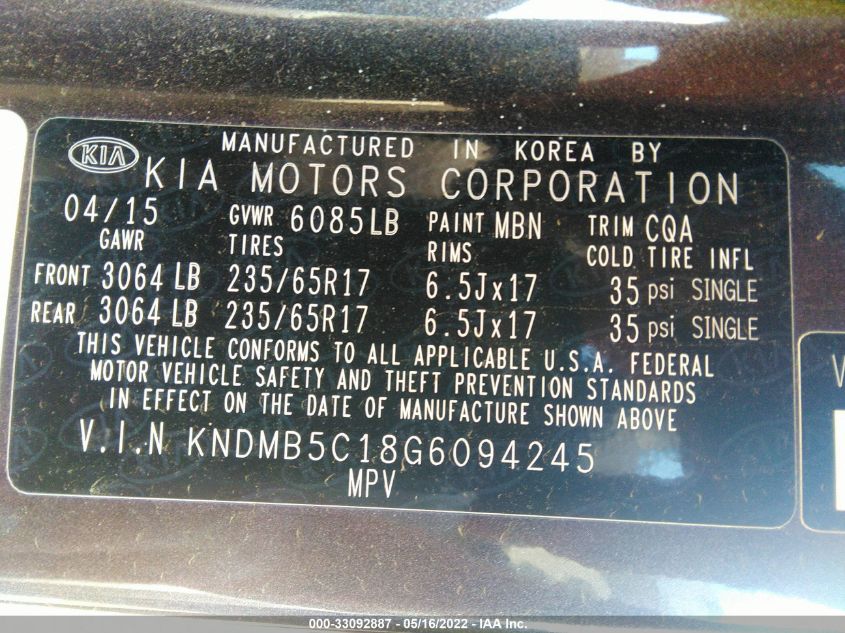 KIA
MANUFACTURED IN KOREA BY
KIA MOTORS CORPORATION
04/15 GVWR 6085LB PAINT MBN TRIM CQA
GAWR TIRES RIMS COLD TIRE INFL
FRONT 3064 LB 235/65R17 6.5Jx17 35 psi SINGLE
REAR 3064 LB 235/65R17 6.5Jx17 35 psi SINGLE
THIS VEHICLE CONFORMS TO ALL APPLICABLE U.S.A. FEDERAL
MOTOR VEHICLE SAFETY AND THEFT PREVENTION STANDARDS
IN EFFECT ON THE DATE OF MANUFACTURE SHOWN ABOVE
V.I.N KNDMB5C18G6094245
MPV
000-33092887 - 05/16/2022 - IAA Inc.